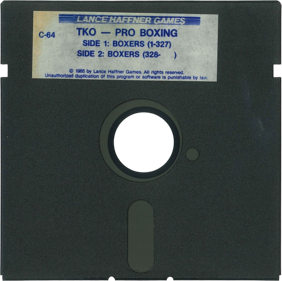 LANCE HAFFNER GAMES
C-64
TKO — PRO BOXING
SIDE 1: BOXERS (1-327)
SIDE 2: BOXERS (328-    )
© 1985 by Lance Haffner Games. All rights reserved.
Unauthorized duplication of this program or software is punishable by law.